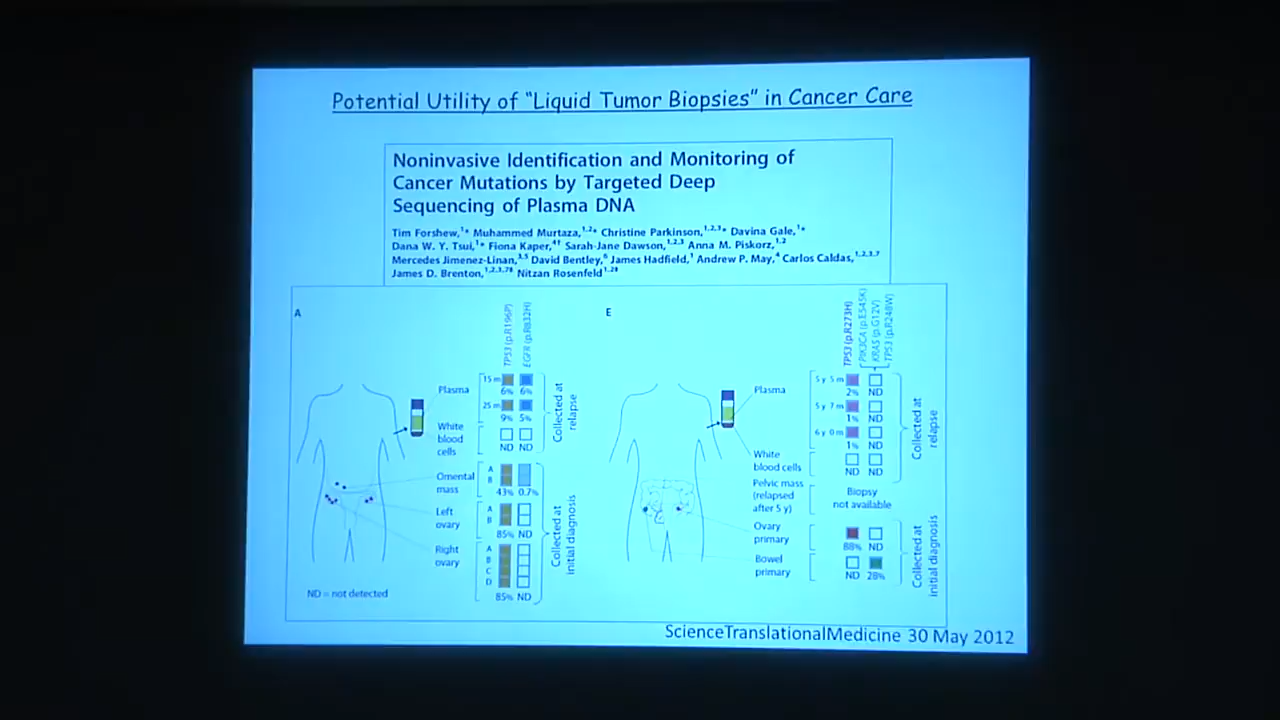 Potential Utility of "Liquid Tumor Biopsies" in Cancer Care
Noninvasive Identification and Monitoring of
Cancer Mutations by Targeted Deep
Sequencing of Plasma DNA
Tim Forshew,1* Muhammed Murtaza,1,2* Christine Parkinson,1,2,3* Davina Gale,1*
Dana W. Y. Tsui,1* Fiona Kaper,4† Sarah-Jane Dawson,1,2,3 Anna M. Piskorz,1,2
Mercedes Jimenez-Linan,3,5 David Bentley,6 James Hadfield,1 Andrew P. May,4 Carlos Caldas,1,2,3,7
James D. Brenton,1,2,3,7 Nitzan Rosenfeld1,2
A
TP53 (p.R196P)
EGFR (p.R832H)
Plasma
15 m
6% 6%
25 m
9% 5%
White
blood
cells
ND ND
Collected at
relapse
Omental
mass
A
B
43% 0.7%
Left
ovary
A
B
85% ND
Right
ovary
A
B
C
D
85% ND
Collected at
initial diagnosis
ND = not detected
E
TP53 (p.R273H)
PIK3CA (p.E545K)
KRAS (p.G12V)
TP53 (p.R248W)
Plasma
5 y 5 m
2% ND
5 y 7 m
1% ND
6 y 0 m
1% ND
White
blood cells
ND ND
Collected at
relapse
Pelvic mass
(relapsed
after 5 y)
Biopsy
not available
Ovary
primary
88% ND
Bowel
primary
ND 28%
Collected at
initial diagnosis
ScienceTranslationalMedicine 30 May 2012